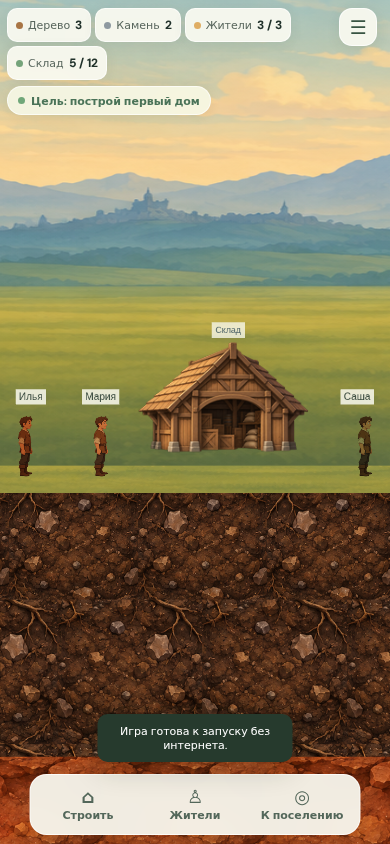 Дерево 3
Камень 2
Жители 3 / 3
Склад 5 / 12
Цель: построй первый дом
Склад
Илья
Мария
Саша
Игра готова к запуску без
интернета.
Строить
Жители
К поселению